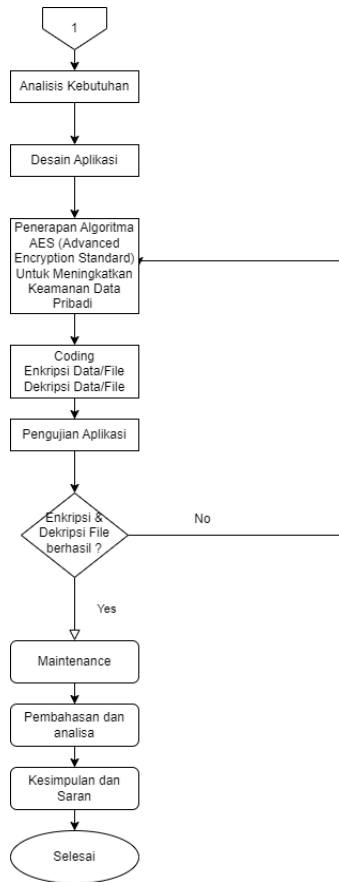 1
Analisis Kebutuhan
Desain Aplikasi
Penerapan Algoritma
AES (Advanced
Encryption Standard)
Untuk Meningkatkan
Keamanan Data
Pribadi
Coding
Enkripsi Data/File
Dekripsi Data/File
Pengujian Aplikasi
Enkripsi &
Dekripsi File
berhasil ?
No
Yes
Maintenance
Pembahasan dan
analisa
Kesimpulan dan
Saran
Selesai